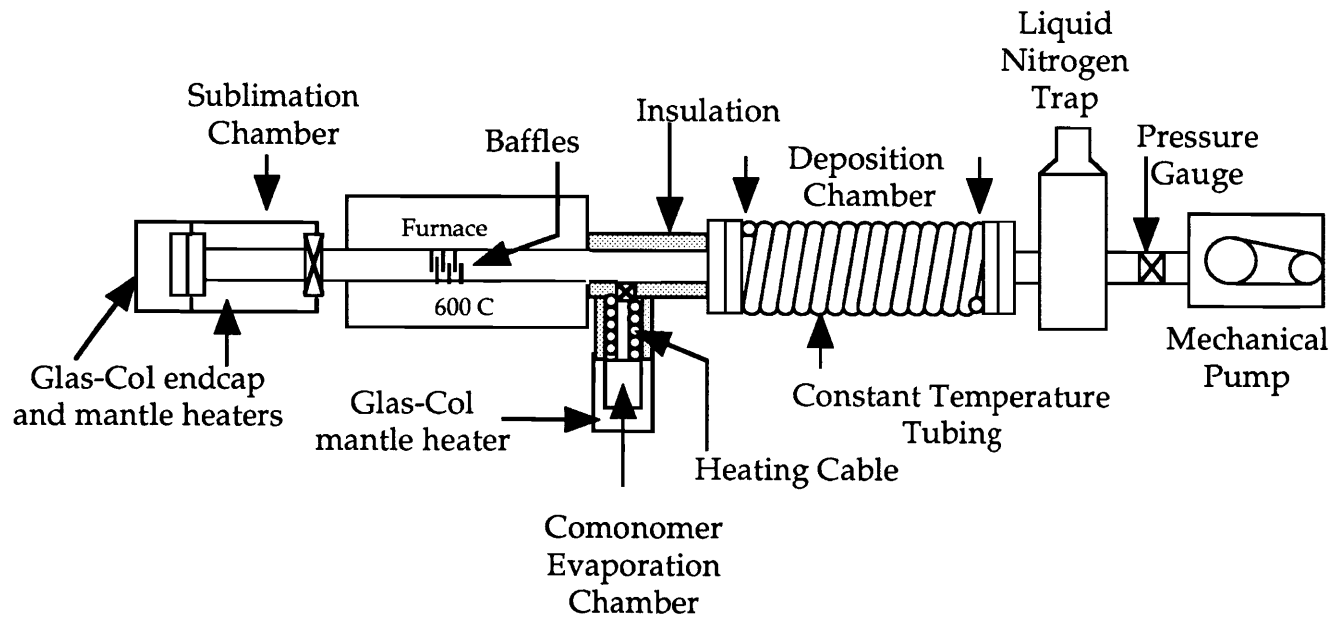 Liquid
Nitrogen
Trap
Sublimation
Chamber
Insulation
Baffles
Deposition
Chamber
Pressure
Gauge
Furnace
600 C
Glas-Col endcap
and mantle heaters
Glas-Col
mantle heater
Constant Temperature
Tubing
Mechanical
Pump
Heating Cable
Comonomer
Evaporation
Chamber